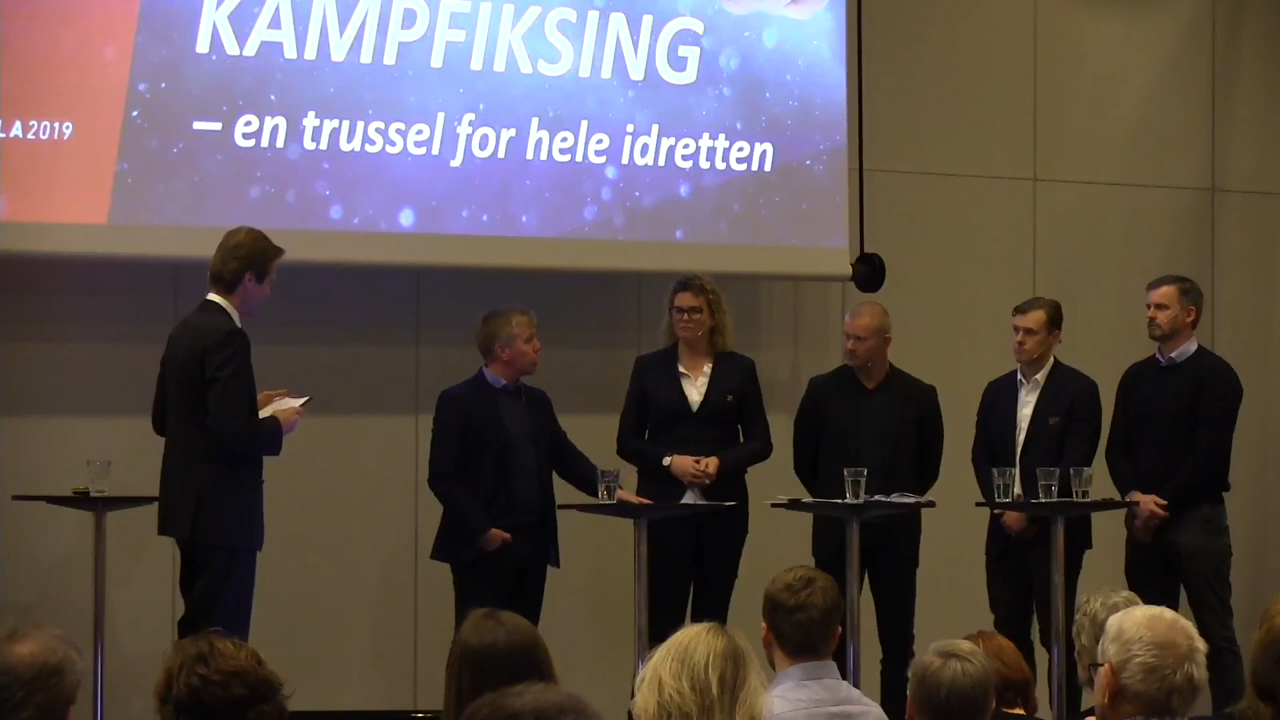 KAMPFIKSING
– en trussel for hele idretten
LA2019